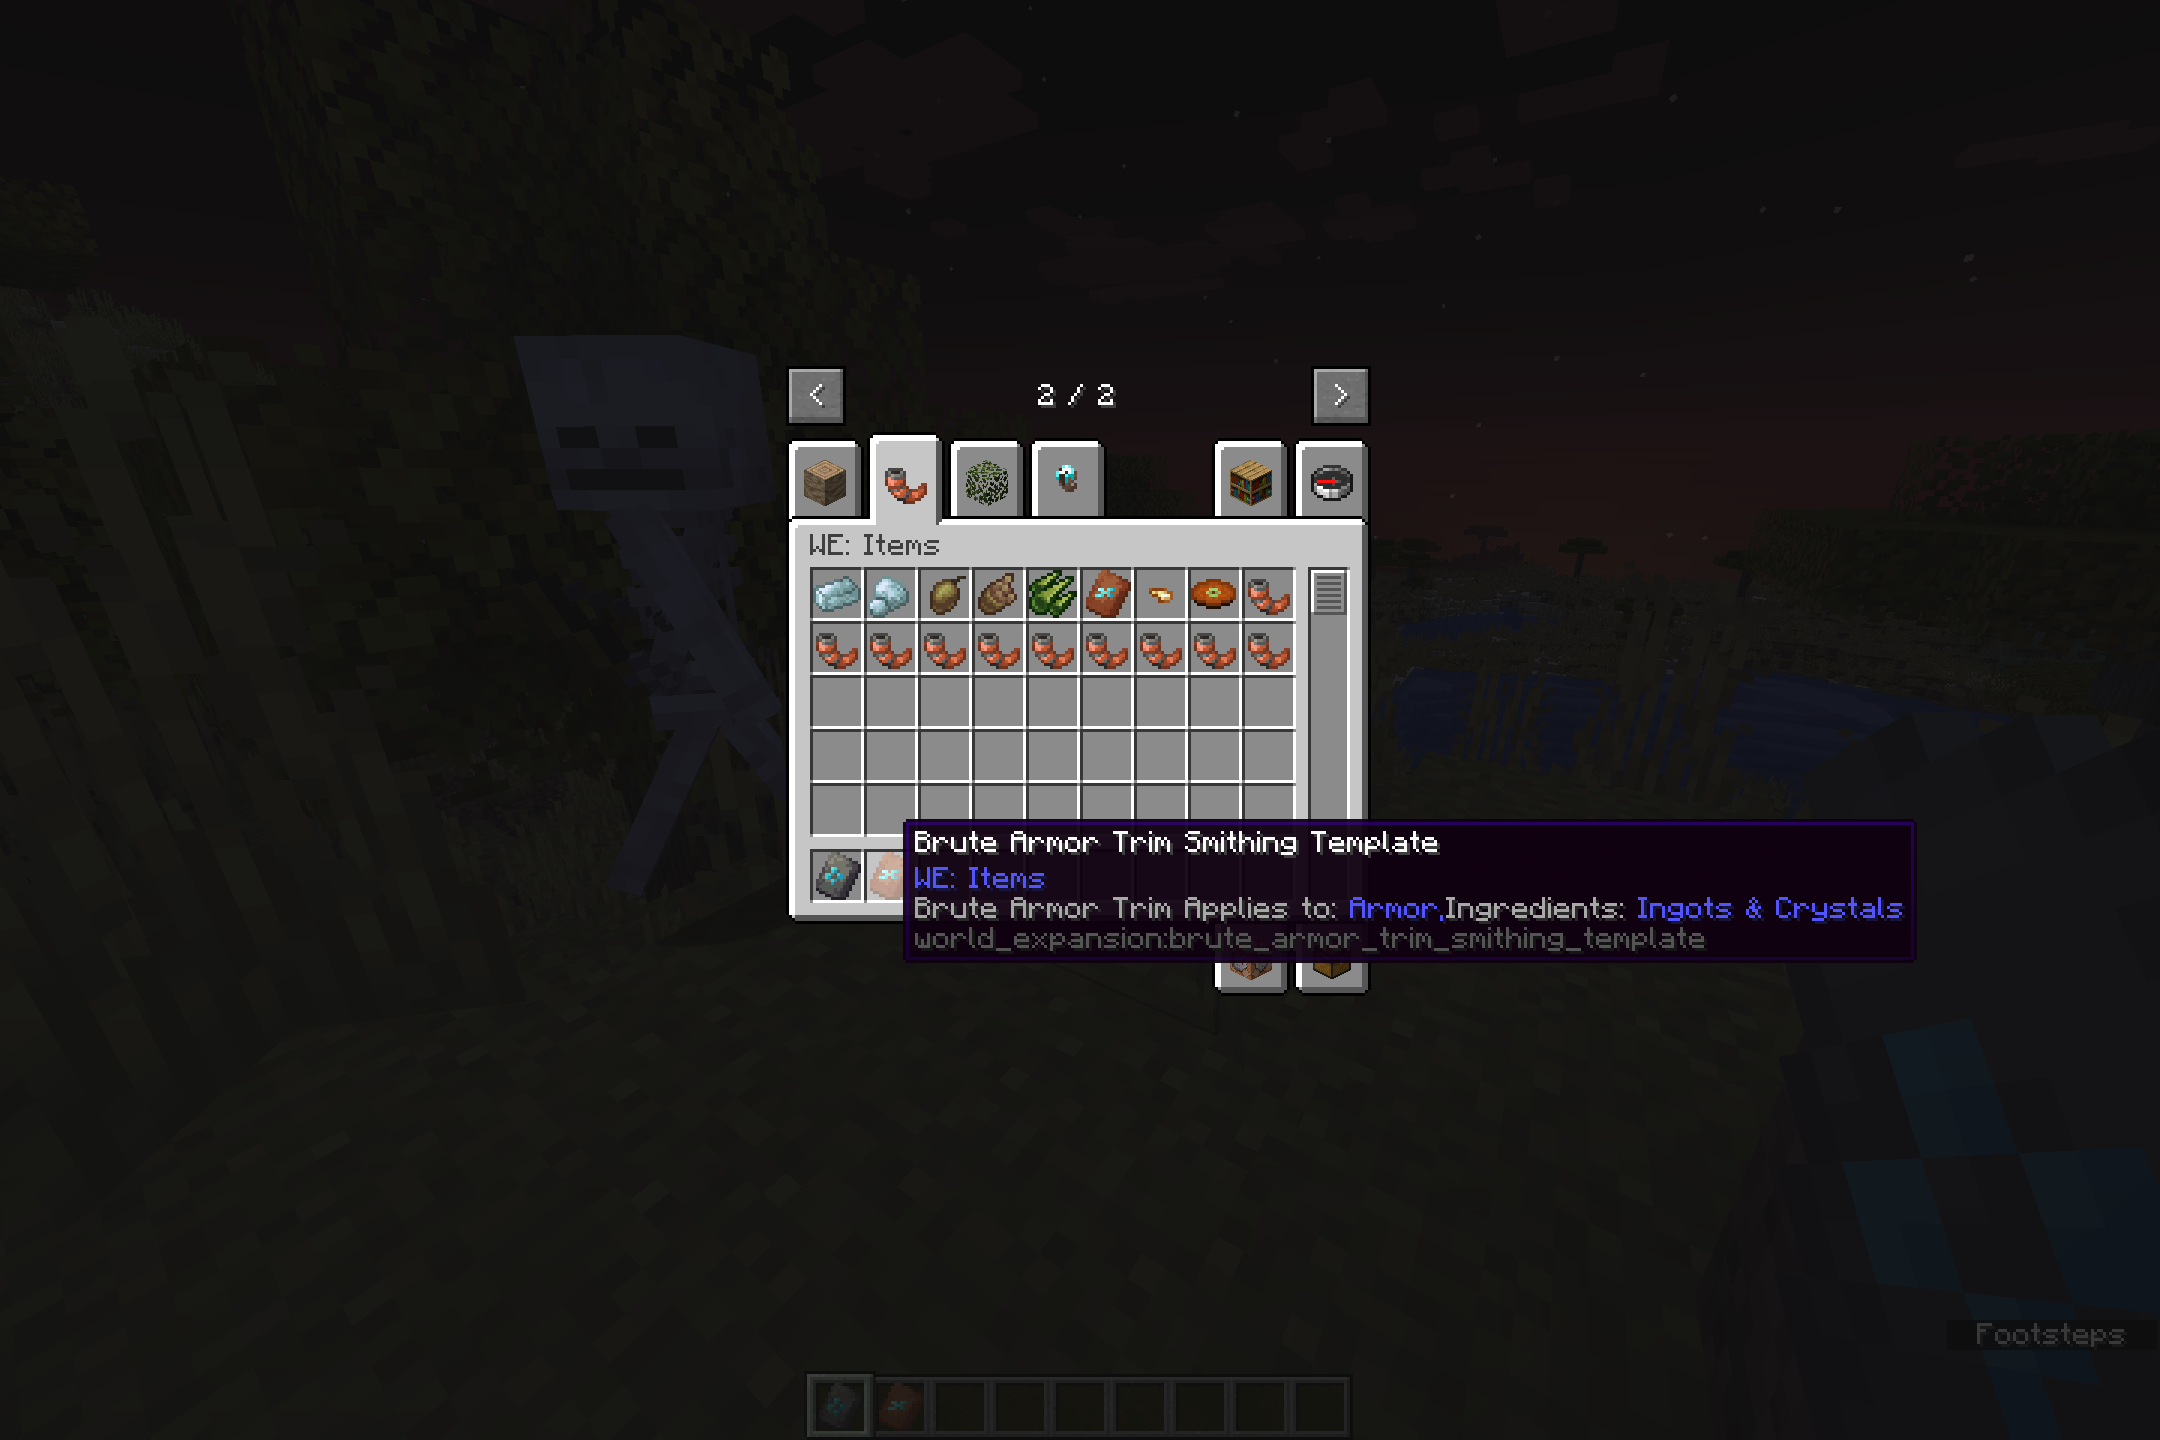 <
2 / 2
>
WE: Items
Brute Armor Trim Smithing Template
WE: Items
Brute Armor Trim Applies to: Armor,Ingredients: Ingots & Crystals
world_expansion:brute_armor_trim_smithing_template
Footsteps